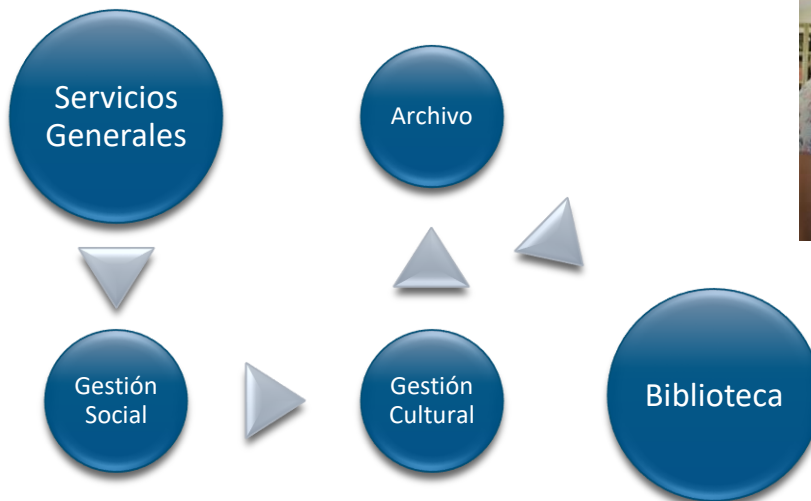 Servicios
Generales
Archivo
Gestión
Social
Gestión
Cultural
Biblioteca